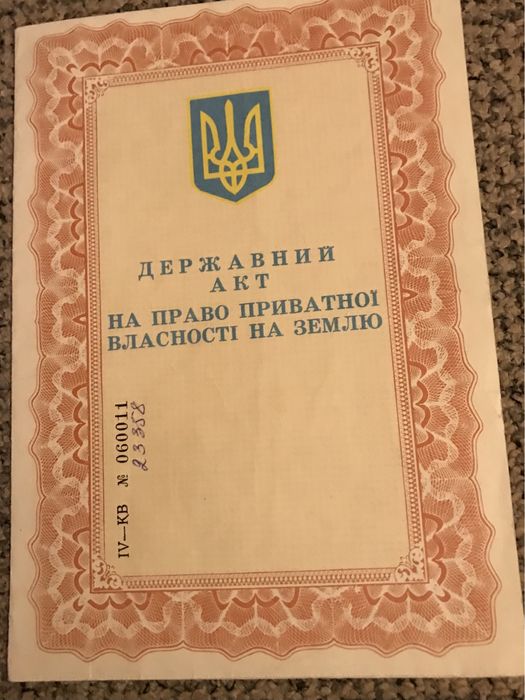 ДЕРЖАВНИЙ
АКТ
НА ПРАВО ПРИВАТНОЇ
ВЛАСНОСТІ НА ЗЕМЛЮ
IV—КВ № 060011
23358